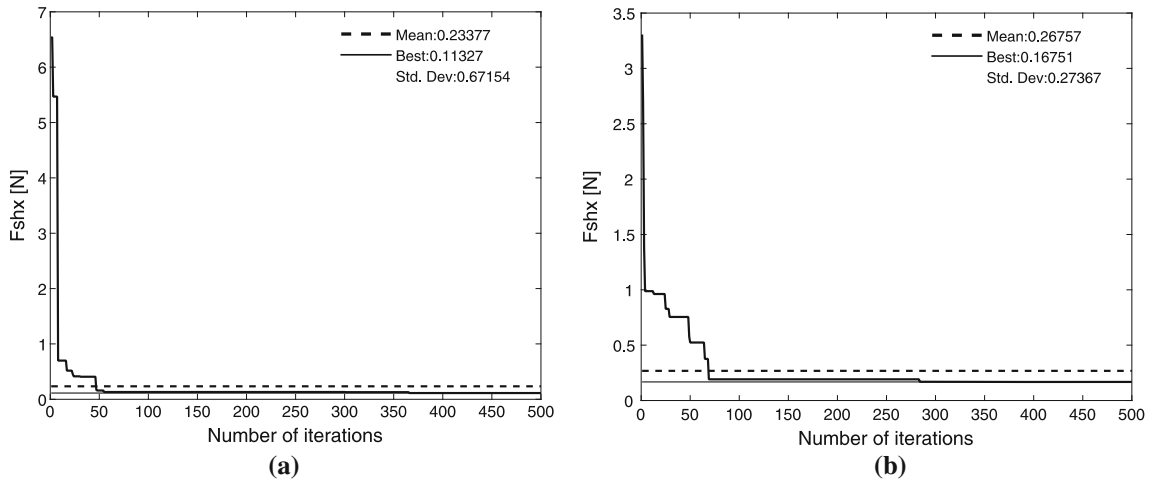 7
6
5
4
3
2
1
0
Fshx [N]
Mean:0.23377
Best:0.11327
Std. Dev:0.67154
0 50 100 150 200 250 300 350 400 450 500
Number of iterations
(a)
3.5
3
2.5
2
1.5
1
0.5
0
Fshx [N]
Mean:0.26757
Best:0.16751
Std. Dev:0.27367
0 50 100 150 200 250 300 350 400 450 500
Number of iterations
(b)